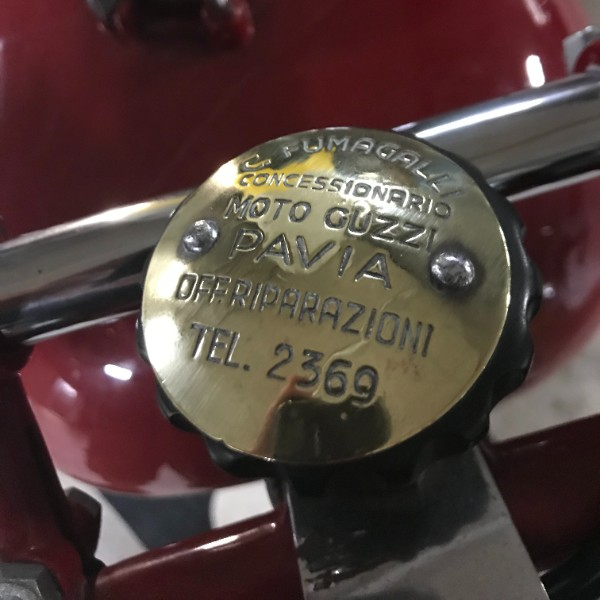 G. FUMAGALLI
CONCESSIONARIO
MOTO GUZZI
PAVIA
OFF RIPARAZIONI
TEL. 2369